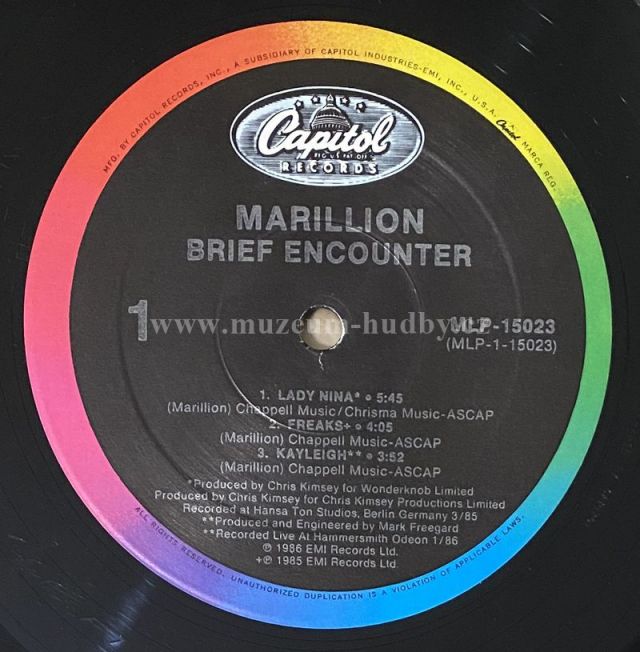 MFG. BY CAPITOL RECORDS, INC., A SUBSIDIARY OF CAPITOL INDUSTRIES-EMI, INC., U.S.A. Capitol MARCA REG.
Capitol
REG. U.S. PAT. OFF.
RECORDS
MARILLION
BRIEF ENCOUNTER
1
www.muzeum-hudby.cz
MLP-15023
(MLP-1-15023)
1. LADY NINA* • 5:45
(Marillion) Chappell Music/Chrisma Music-ASCAP
2. FREAKS+ • 4:05
(Marillion) Chappell Music-ASCAP
3. KAYLEIGH** • 3:52
(Marillion) Chappell Music-ASCAP
*Produced by Chris Kimsey for Wonderknob Limited
Produced by Chris Kimsey for Chris Kimsey Productions Limited
Recorded at Hansa Ton Studios, Berlin Germany 3/85
**Produced and Engineered by Mark Freegard
**Recorded Live At Hammersmith Odeon 1/86
℗ 1986 EMI Records Ltd.
+℗ 1985 EMI Records Ltd.
ALL RIGHTS RESERVED. UNAUTHORIZED DUPLICATION IS A VIOLATION OF APPLICABLE LAWS.